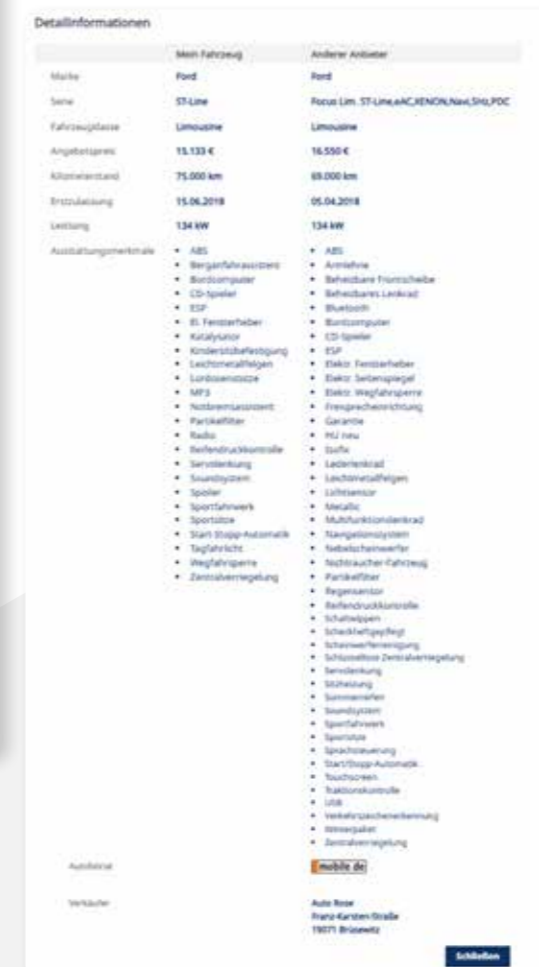 Detailinformationen
Mein Fahrzeug Anderer Anbieter
Marke Ford Ford
Serie ST-Line Focus Lim. ST-Line,eAC,XENON,Navi,SHz,PDC
Fahrzeugklasse Limousine Limousine
Angebotspreis 15.133 € 16.550 €
Kilometerstand 75.000 km 69.000 km
Erstzulassung 15.06.2018 05.04.2018
Leistung 134 kW 134 kW
Ausstattungsmerkmale
• ABS
• Berganfahrassistent
• Bordcomputer
• CD-Spieler
• ESP
• El. Fensterheber
• Katalysator
• Kindersitzbefestigung
• Leichtmetallfelgen
• Lordosenstütze
• MP3
• Notbremsassistent
• Partikelfilter
• Radio
• Reifendruckkontrolle
• Servolenkung
• Soundsystem
• Spoiler
• Sportfahrwerk
• Sportsitze
• Start-Stopp-Automatik
• Tagfahrlicht
• Wegfahrsperre
• Zentralverriegelung
• ABS
• Armlehne
• Beheizbare Frontscheibe
• Beheizbares Lenkrad
• Bluetooth
• Bordcomputer
• CD-Spieler
• ESP
• Elektr. Fensterheber
• Elektr. Seitenspiegel
• Elektr. Wegfahrsperre
• Freisprecheinrichtung
• Garantie
• HU neu
• Isofix
• Lederlenkrad
• Leichtmetallfelgen
• Lichtsensor
• Metallic
• Multifunktionslenkrad
• Navigationssystem
• Nebelscheinwerfer
• Nichtraucher-Fahrzeug
• Partikelfilter
• Regensensor
• Reifendruckkontrolle
• Schaltwippen
• Scheckheftgepflegt
• Scheinwerferreinigung
• Schlüssellose Zentralverriegelung
• Servolenkung
• Sitzheizung
• Sommerreifen
• Soundsystem
• Sportfahrwerk
• Sportsitze
• Sprachsteuerung
• Start/Stopp-Automatik
• Touchscreen
• Traktionskontrolle
• USB
• Verkehrszeichenerkennung
• Winterpaket
• Zentralverriegelung
Autobörse mobile.de
Verkäufer Auto Rose
Franz-Karsten-Straße
19071 Brüsewitz
Schließen